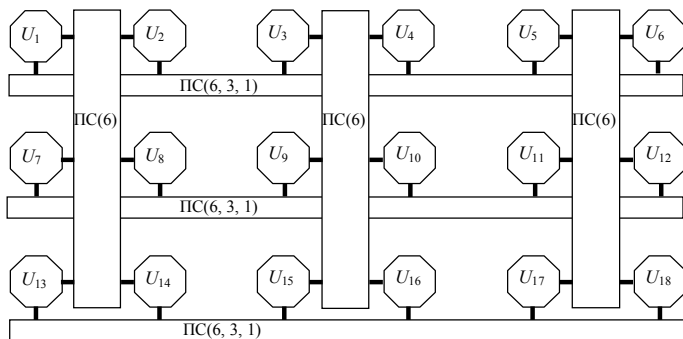 U1 U2 U3 U4 U5 U6
ПС(6, 3, 1)
ПС(6) ПС(6) ПС(6)
U7 U8 U9 U10 U11 U12
ПС(6, 3, 1)
U13 U14 U15 U16 U17 U18
ПС(6, 3, 1)